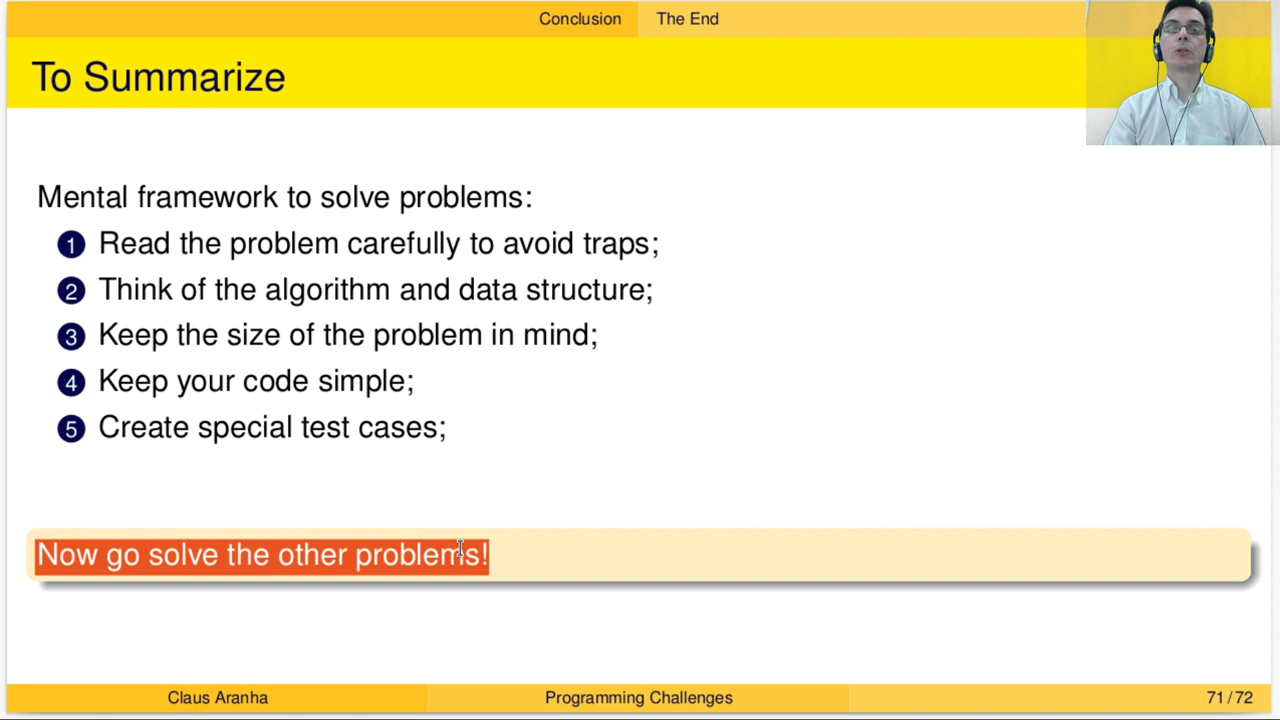 Conclusion The End
To Summarize
Mental framework to solve problems:
1 Read the problem carefully to avoid traps;
2 Think of the algorithm and data structure;
3 Keep the size of the problem in mind;
4 Keep your code simple;
5 Create special test cases;
Now go solve the other problems!
Claus Aranha Programming Challenges 71 / 72